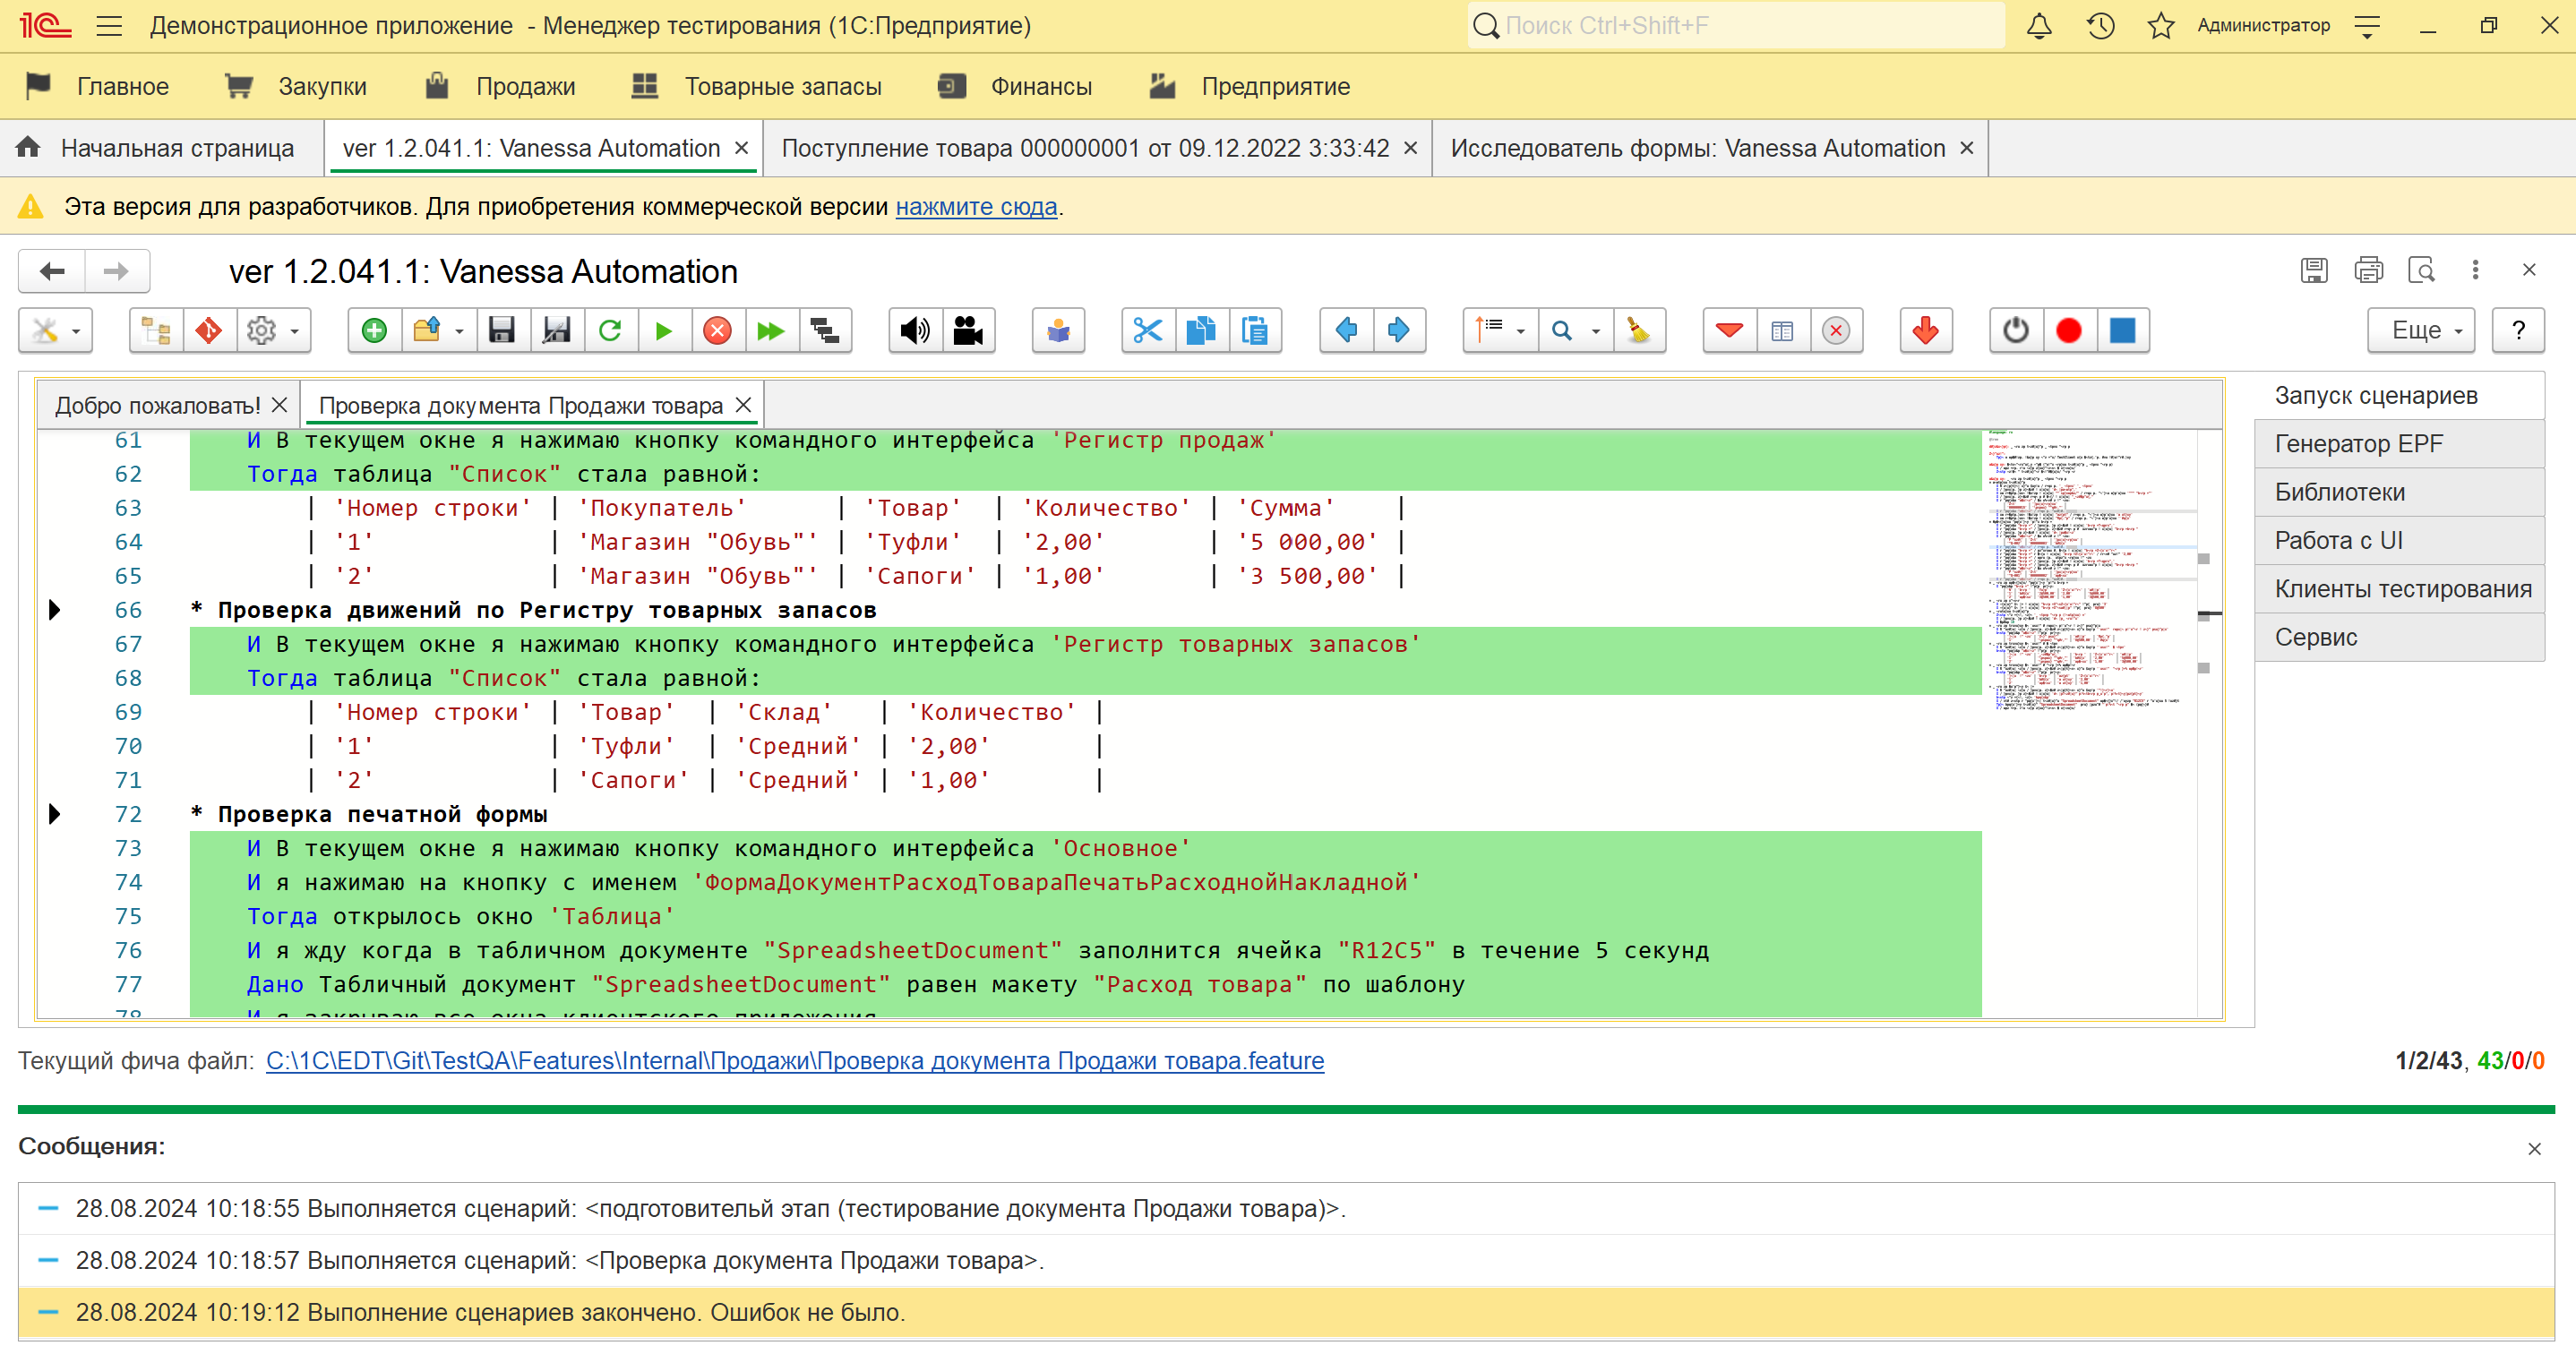 Демонстрационное приложение - Менеджер тестирования (1С:Предприятие)
Поиск Ctrl+Shift+F
Администратор
Главное
Закупки
Продажи
Товарные запасы
Финансы
Предприятие
Начальная страница
ver 1.2.041.1: Vanessa Automation
Поступление товара 000000001 от 09.12.2022 3:33:42
Исследователь формы: Vanessa Automation
Эта версия для разработчиков. Для приобретения коммерческой версии нажмите сюда.
ver 1.2.041.1: Vanessa Automation
Еще
?
Добро пожаловать!
Проверка документа Продажи товара
61 И В текущем окне я нажимаю кнопку командного интерфейса 'Регистр продаж'
62 Тогда таблица "Список" стала равной:
63 | 'Номер строки' | 'Покупатель' | 'Товар' | 'Количество' | 'Сумма' |
64 | '1' | 'Магазин "Обувь"' | 'Туфли' | '2,00' | '5 000,00' |
65 | '2' | 'Магазин "Обувь"' | 'Сапоги' | '1,00' | '3 500,00' |
66 * Проверка движений по Регистру товарных запасов
67 И В текущем окне я нажимаю кнопку командного интерфейса 'Регистр товарных запасов'
68 Тогда таблица "Список" стала равной:
69 | 'Номер строки' | 'Товар' | 'Склад' | 'Количество' |
70 | '1' | 'Туфли' | 'Средний' | '2,00' |
71 | '2' | 'Сапоги' | 'Средний' | '1,00' |
72 * Проверка печатной формы
73 И В текущем окне я нажимаю кнопку командного интерфейса 'Основное'
74 И я нажимаю на кнопку с именем 'ФормаДокументРасходТовараПечатьРасходнойНакладной'
75 Тогда открылось окно 'Таблица'
76 И я жду когда в табличном документе "SpreadsheetDocument" заполнится ячейка "R12C5" в течение 5 секунд
77 Дано Табличный документ "SpreadsheetDocument" равен макету "Расход товара" по шаблону
78 И я закрываю все окна клиентского приложения
Запуск сценариев
Генератор EPF
Библиотеки
Работа с UI
Клиенты тестирования
Сервис
Текущий фича файл: C:\1C\EDT\Git\TestQA\Features\Internal\Продажи\Проверка документа Продажи товара.feature
1/2/43, 43/0/0
Сообщения:
28.08.2024 10:18:55 Выполняется сценарий: <подготовительй этап (тестирование документа Продажи товара)>.
28.08.2024 10:18:57 Выполняется сценарий: <Проверка документа Продажи товара>.
28.08.2024 10:19:12 Выполнение сценариев закончено. Ошибок не было.